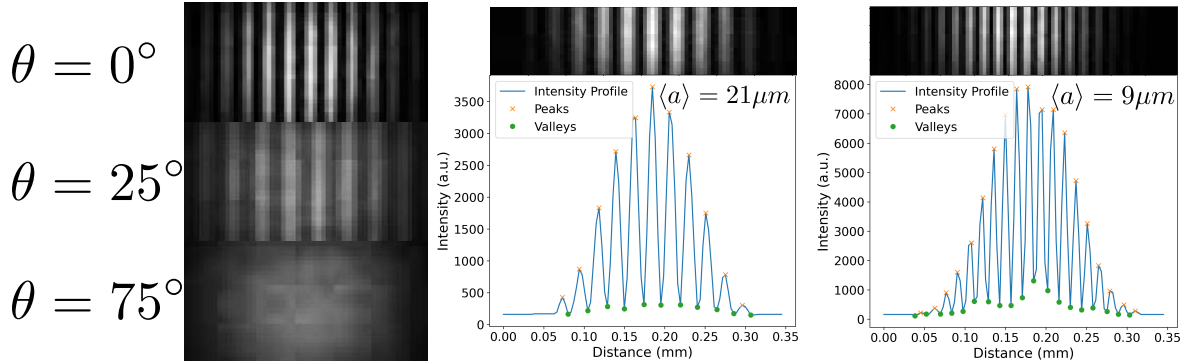 θ = 0°
θ = 25°
θ = 75°
⟨a⟩ = 21μm
Intensity Profile
Peaks
Valleys
Intensity (a.u.)
3500
3000
2500
2000
1500
1000
500
0
0.00 0.05 0.10 0.15 0.20 0.25 0.30 0.35
Distance (mm)
⟨a⟩ = 9μm
Intensity Profile
Peaks
Valleys
Intensity (a.u.)
8000
7000
6000
5000
4000
3000
2000
1000
0
0.00 0.05 0.10 0.15 0.20 0.25 0.30 0.35
Distance (mm)